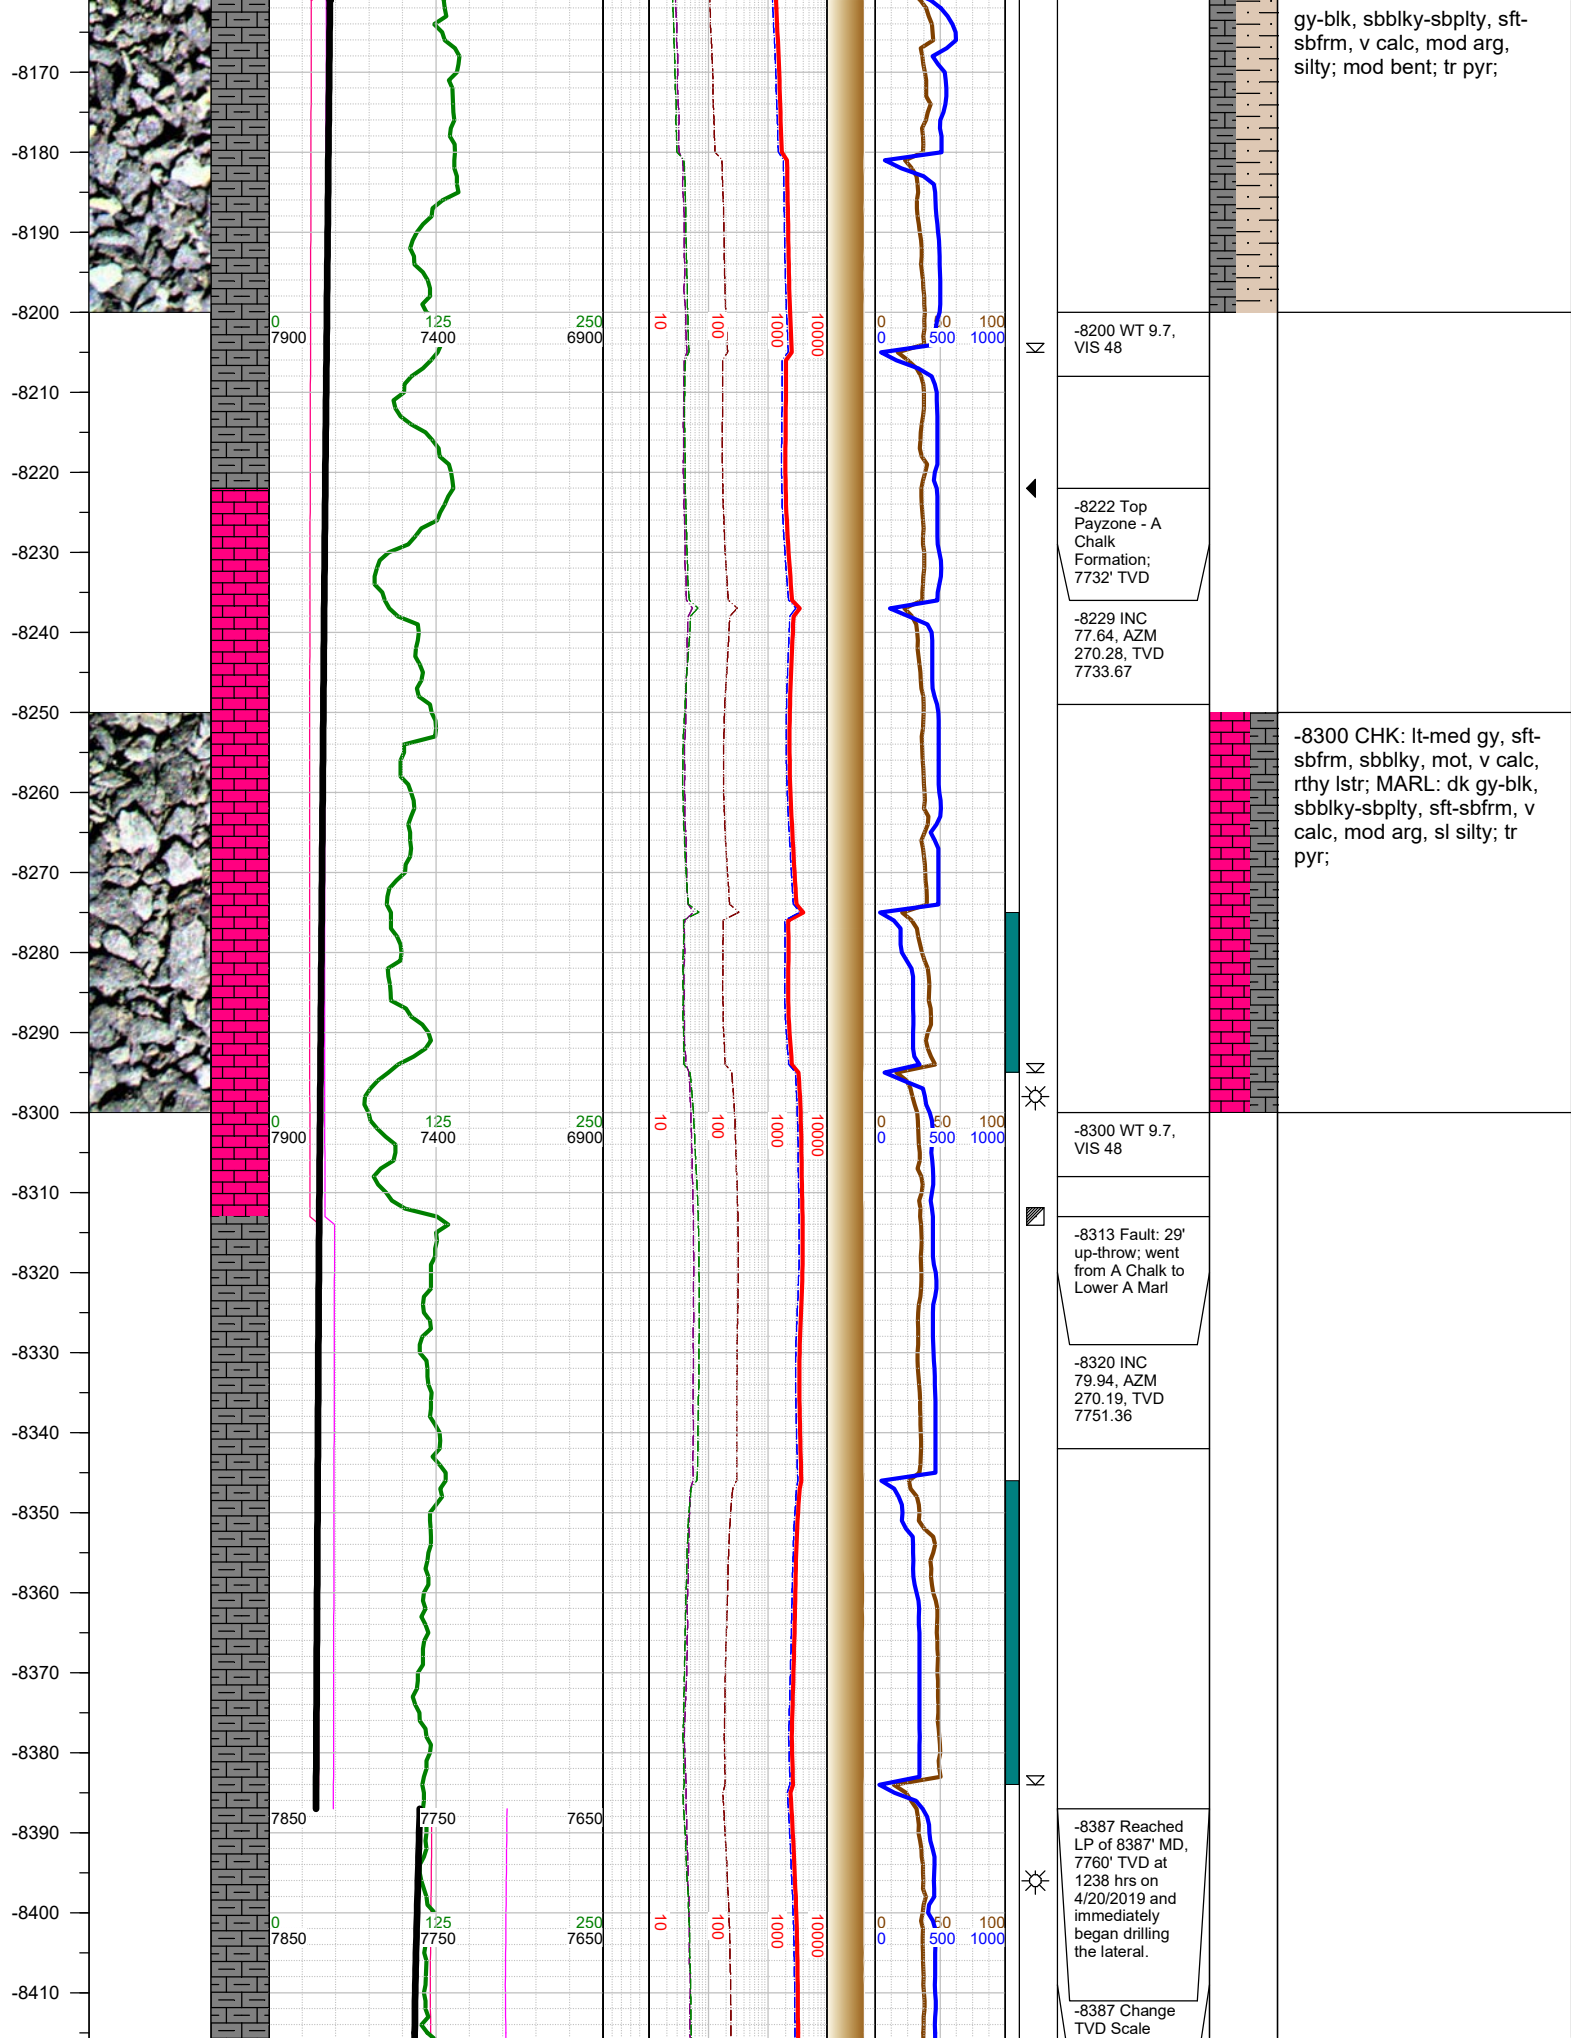 gy-blk, sbblky-sbplty, sft-
sbfrm, v calc, mod arg,
silty; mod bent; tr pyr;
-8170
-8180
-8190
-8200
0 125 250
7900 7400 6900
10 100 1000 10000
0 50 100
0 500 1000
-8200 WT 9.7,
VIS 48
-8210
-8220
-8222 Top
Payzone - A
Chalk
Formation;
7732' TVD
-8230
-8229 INC
77.64, AZM
270.28, TVD
7733.67
-8240
-8250
-8300 CHK: lt-med gy, sft-
sbfrm, sbblky, mot, v calc,
rthy lstr; MARL: dk gy-blk,
sbblky-sbplty, sft-sbfrm, v
calc, mod arg, sl silty; tr
pyr;
-8260
-8270
-8280
-8290
-8300
0 125 250
7900 7400 6900
10 100 1000 10000
0 50 100
0 500 1000
-8300 WT 9.7,
VIS 48
-8310
-8313 Fault: 29'
up-throw; went
from A Chalk to
Lower A Marl
-8320
-8330
-8320 INC
79.94, AZM
270.19, TVD
7751.36
-8340
-8350
-8360
-8370
-8380
7850 7750 7650
-8390
-8387 Reached
LP of 8387' MD,
7760' TVD at
1238 hrs on
4/20/2019 and
immediately
began drilling
the lateral.
-8400
0 125 250
7850 7750 7650
10 100 1000 10000
0 50 100
0 500 1000
-8410
-8387 Change
TVD Scale